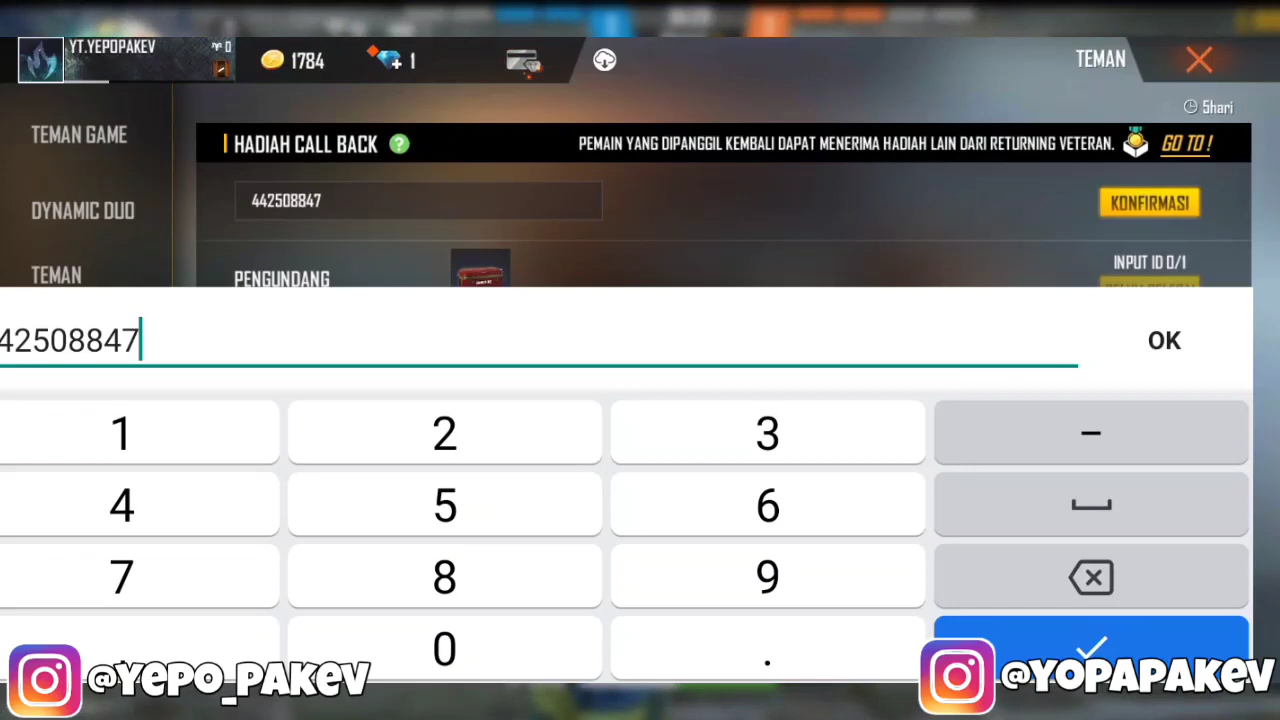 YT.YEPOPAKEV
0
1784
1
TEMAN
5hari
TEMAN GAME
DYNAMIC DUO
TEMAN
HADIAH CALL BACK ?
PEMAIN YANG DIPANGGIL KEMBALI DAPAT MENERIMA HADIAH LAIN DARI RETURNING VETERAN.
GO TO!
442508847
KONFIRMASI
PENGUNDANG
INPUT ID 0/1
42508847
OK
1 2 3 –
4 5 6
7 8 9
0 .
@YEPO_PAKEV
@YOPAPAKEV